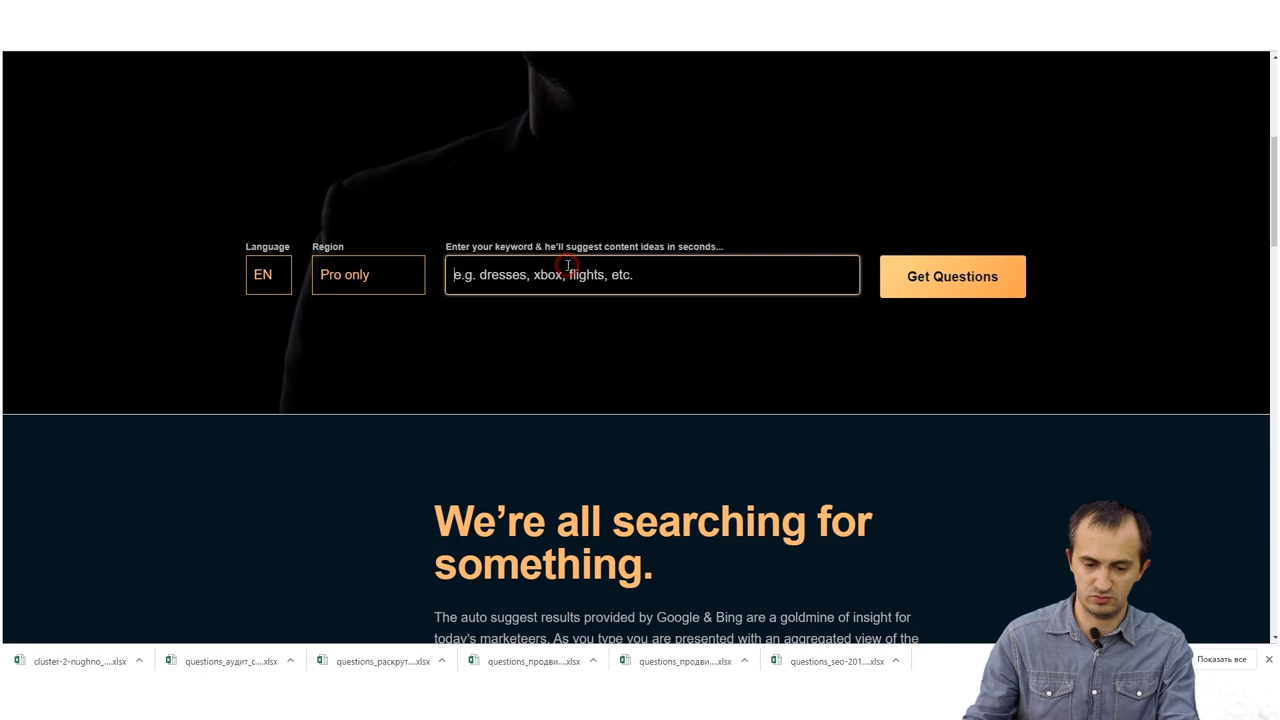 Language
Region
Enter your keyword & he'll suggest content ideas in seconds...
EN
Pro only
e.g. dresses, xbox, flights, etc.
Get Questions
We’re all searching for
something.
The auto suggest results provided by Google & Bing are a goldmine of insight for
today's marketeers. As you type you are presented with an aggregated view of the
cluster-2-nughno_....xlsx
questions_аудит_с....xlsx
questions_раскрут....xlsx
questions_продви....xlsx
questions_продви....xlsx
questions_seo-201....xlsx
Показать все